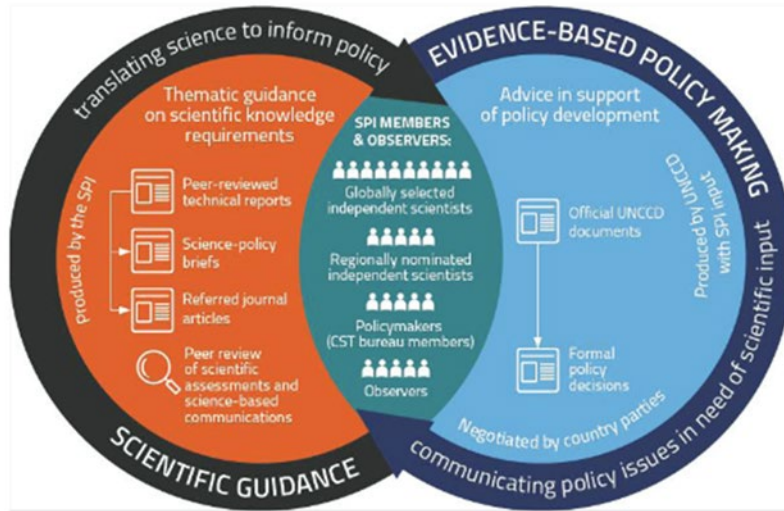 translating science to inform policy
Thematic guidance
on scientific knowledge
requirements
Produced by the SPI
Peer-reviewed
technical reports
Science-policy
briefs
Referred journal
articles
Peer review
of scientific
assessments and
science-based
communications
SCIENTIFIC GUIDANCE
SPI MEMBERS
& OBSERVERS:
Globally selected
independent scientists
Regionally nominated
independent scientists
Policymakers
(CST bureau members)
Observers
EVIDENCE-BASED POLICY MAKING
Advice in support
of policy development
Official UNCCD
documents
Produced by UNCCD
with SPI input
Formal
policy
decisions
Negotiated by country parties
communicating policy issues in need of scientific input